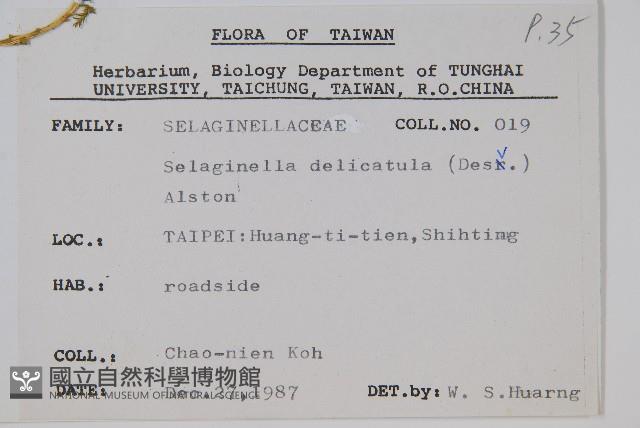 P.35
FLORA OF TAIWAN
Herbarium, Biology Department of TUNGHAI
UNIVERSITY, TAICHUNG, TAIWAN, R.O.CHINA
FAMILY: SELAGINELLACEAE COLL.NO. 019
Selaginella delicatula (Desv.)
Alston
LOC.: TAIPEI:Huang-ti-tien,Shihting
HAB.: roadside
COLL.: Chao-nien Koh
國立自然科學博物館
NATIONAL MUSEUM OF NATURAL SCIENCE
DATE: Dec.27,1987 DET.by: W. S.Huarng